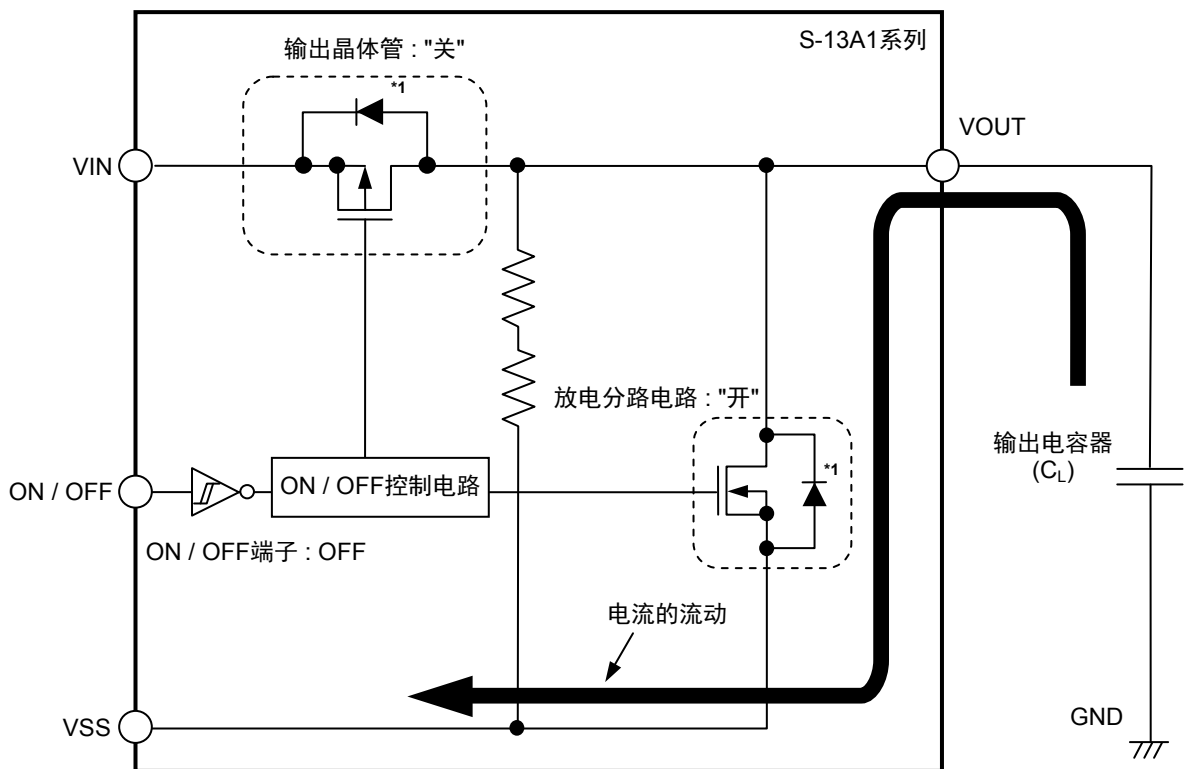 S-13A1系列
输出晶体管 : "关"
*1
VOUT
VIN
放电分路电路 : "开"
*1
输出电容器
(CL)
ON / OFF
ON / OFF控制电路
ON / OFF端子 : OFF
电流的流动
GND
VSS